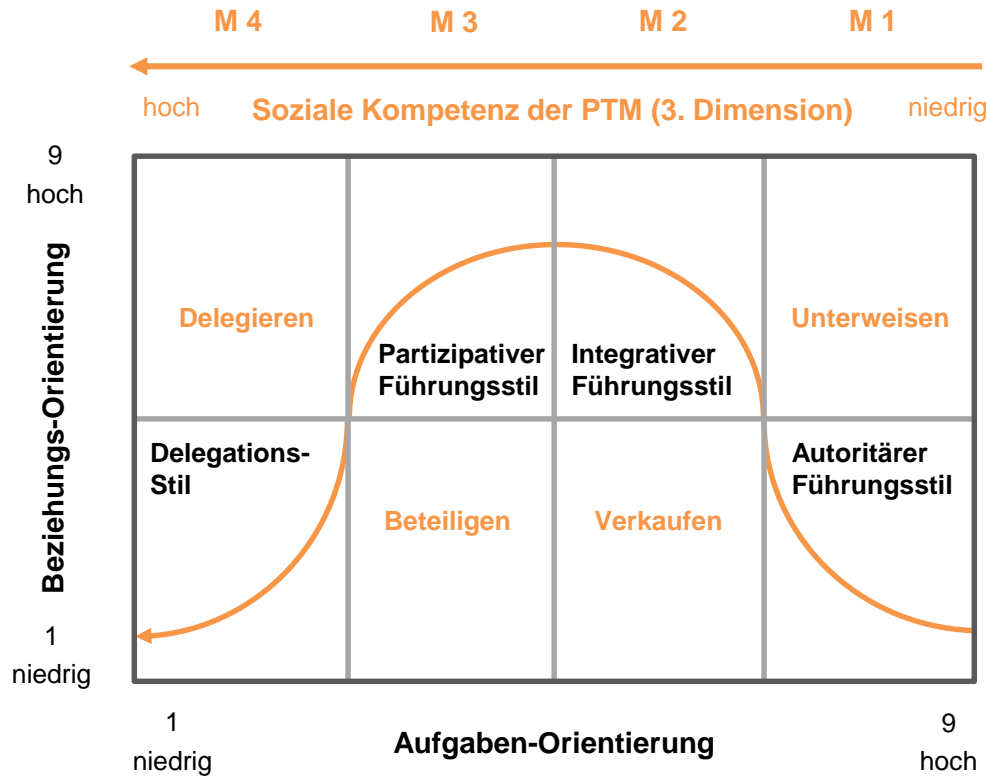 M 4 M 3 M 2 M 1
hoch Soziale Kompetenz der PTM (3. Dimension) niedrig
9
hoch
Beziehungs-Orientierung
Delegieren Unterweisen
Partizipativer Integrativer
Führungsstil Führungsstil
Delegations- Autoritärer
Stil Führungsstil
Beteiligen Verkaufen
1
niedrig
1 9
niedrig Aufgaben-Orientierung hoch